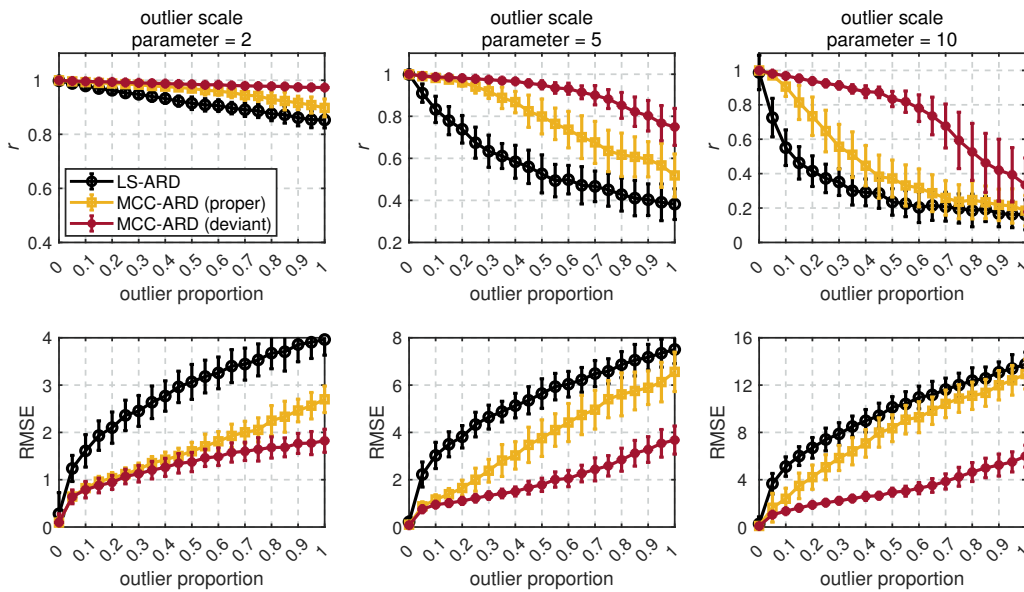 outlier scale
parameter = 2
r
1
0.8
0.6
0.4
LS-ARD
MCC-ARD (proper)
MCC-ARD (deviant)
0 0.1 0.2 0.3 0.4 0.5 0.6 0.7 0.8 0.9 1
outlier proportion
outlier scale
parameter = 5
r
1
0.8
0.6
0.4
0.2
0 0.1 0.2 0.3 0.4 0.5 0.6 0.7 0.8 0.9 1
outlier proportion
outlier scale
parameter = 10
r
1
0.8
0.6
0.4
0.2
0
0 0.1 0.2 0.3 0.4 0.5 0.6 0.7 0.8 0.9 1
outlier proportion
RMSE
4
3
2
1
0
0 0.1 0.2 0.3 0.4 0.5 0.6 0.7 0.8 0.9 1
outlier proportion
RMSE
8
6
4
2
0
0 0.1 0.2 0.3 0.4 0.5 0.6 0.7 0.8 0.9 1
outlier proportion
RMSE
16
12
8
4
0
0 0.1 0.2 0.3 0.4 0.5 0.6 0.7 0.8 0.9 1
outlier proportion